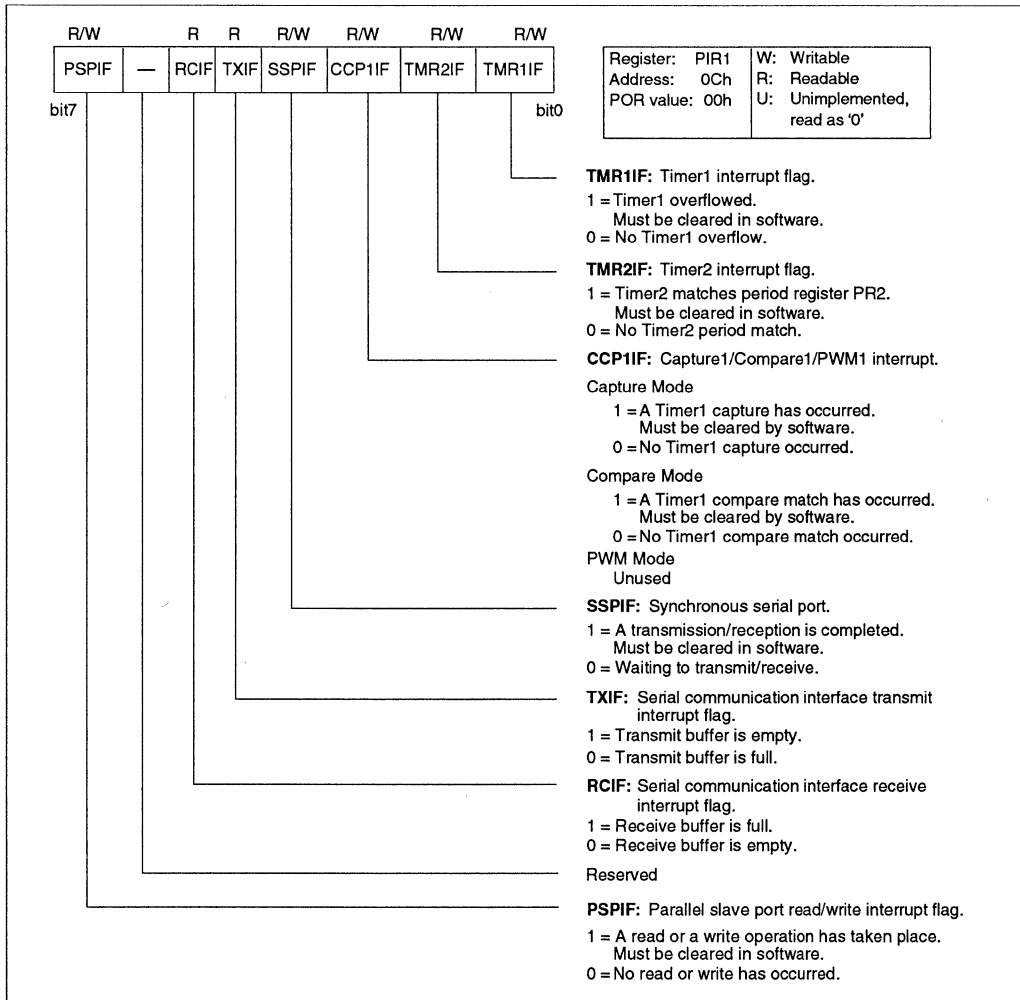 R/W R R R/W R/W R/W R/W
PSPIF — RCIF TXIF SSPIF CCP1IF TMR2IF TMR1IF
bit7 bit0
Register: PIR1
Address: 0Ch
POR value: 00h
W: Writable
R: Readable
U: Unimplemented,
read as '0'
TMR1IF: Timer1 interrupt flag.
1 = Timer1 overflowed.
Must be cleared in software.
0 = No Timer1 overflow.
TMR2IF: Timer2 interrupt flag.
1 = Timer2 matches period register PR2.
Must be cleared in software.
0 = No Timer2 period match.
CCP1IF: Capture1/Compare1/PWM1 interrupt.
Capture Mode
1 = A Timer1 capture has occurred.
Must be cleared by software.
0 = No Timer1 capture occurred.
Compare Mode
1 = A Timer1 compare match has occurred.
Must be cleared by software.
0 = No Timer1 compare match occurred.
PWM Mode
Unused
SSPIF: Synchronous serial port.
1 = A transmission/reception is completed.
Must be cleared in software.
0 = Waiting to transmit/receive.
TXIF: Serial communication interface transmit
interrupt flag.
1 = Transmit buffer is empty.
0 = Transmit buffer is full.
RCIF: Serial communication interface receive
interrupt flag.
1 = Receive buffer is full.
0 = Receive buffer is empty.
Reserved
PSPIF: Parallel slave port read/write interrupt flag.
1 = A read or a write operation has taken place.
Must be cleared in software.
0 = No read or write has occurred.